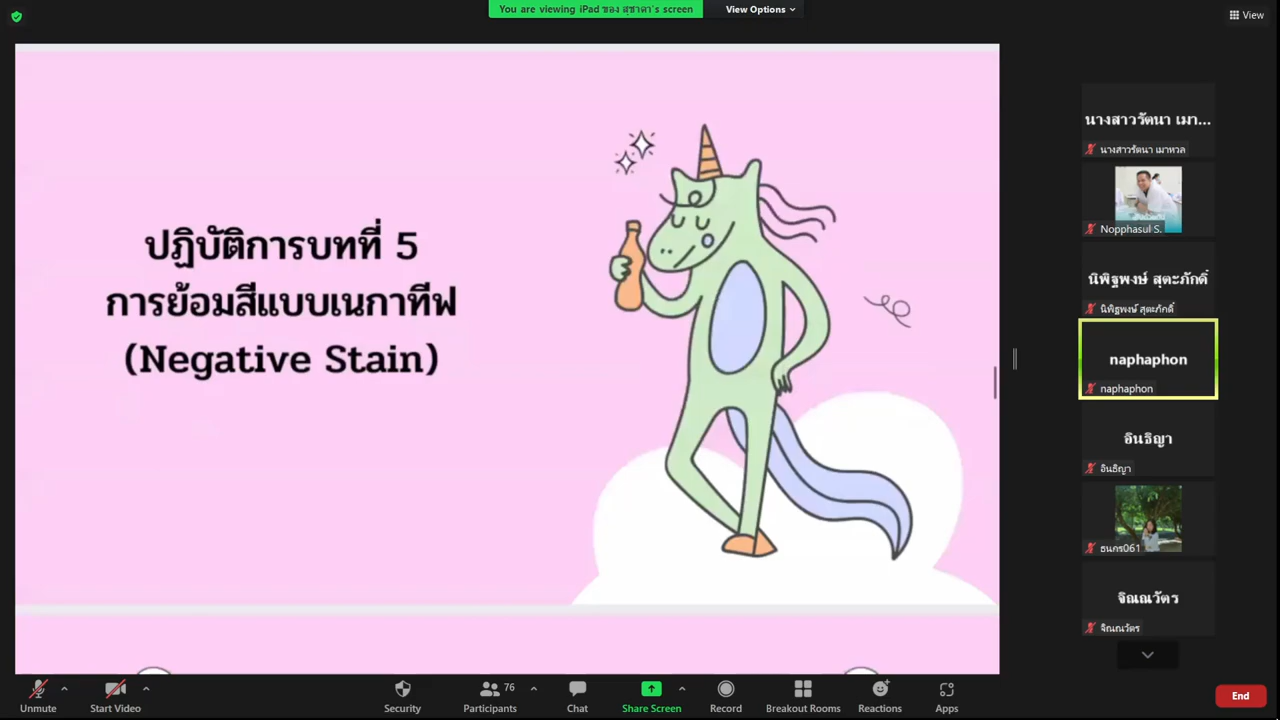 You are viewing iPad ของ สุชาดา's screen
View Options
View
ปฏิบัติการบทที่ 5
การย้อมสีแบบเนกาทีฟ
(Negative Stain)
นางสาววัตนา เมา...
นางสาวรัตนา เมาหวล
Nopphasul S.
นิพิฐพงษ์ สุตะภักดิ์
นิพิฐพงษ์ สุตะภักดิ์
naphaphon
naphaphon
อินธิญา
อินธิญา
ธนกร061
จิณณวัตร
จิณณวัตร
Unmute
Start Video
Security
Participants
76
Chat
Share Screen
Record
Breakout Rooms
Reactions
Apps
End